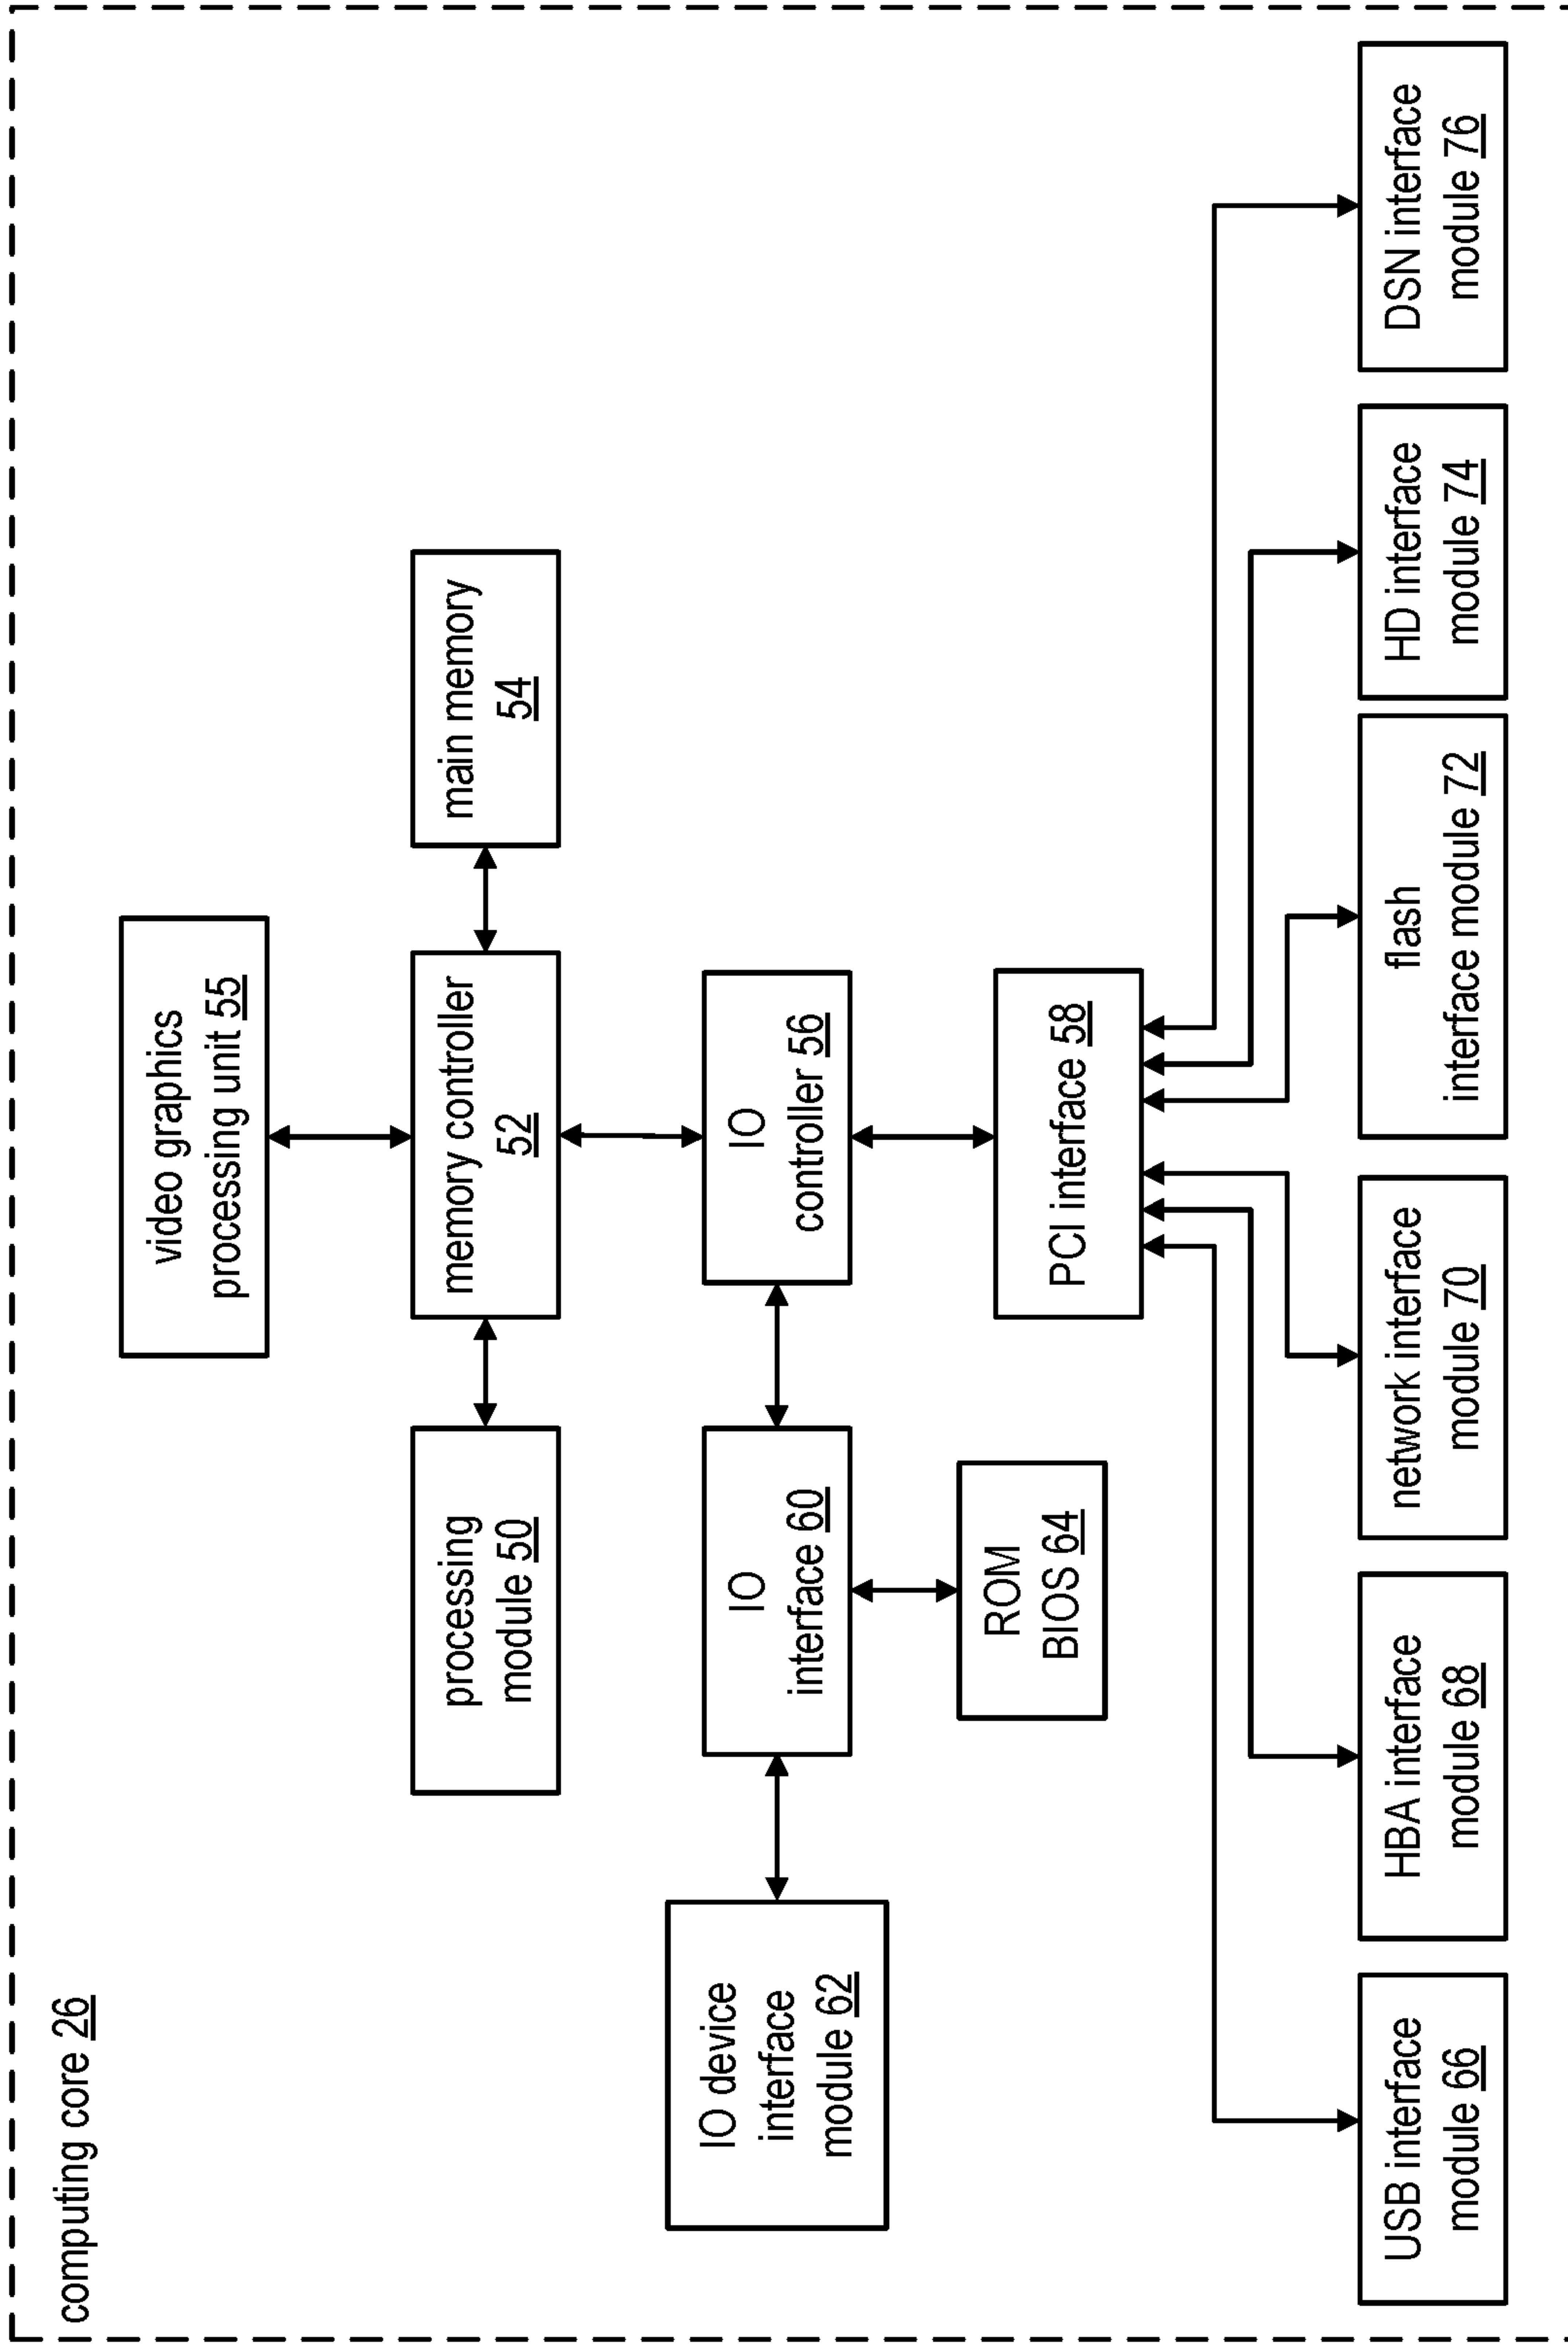 computing core 26
video graphics
processing unit 55
processing
module 50
memory controller
52
main memory
54
IO device
interface
module 62
IO
interface 60
IO
controller 56
ROM
BIOS 64
PCI interface 58
USB interface
module 66
HBA interface
module 68
network interface
module 70
flash
interface module 72
HD interface
module 74
DSN interface
module 76